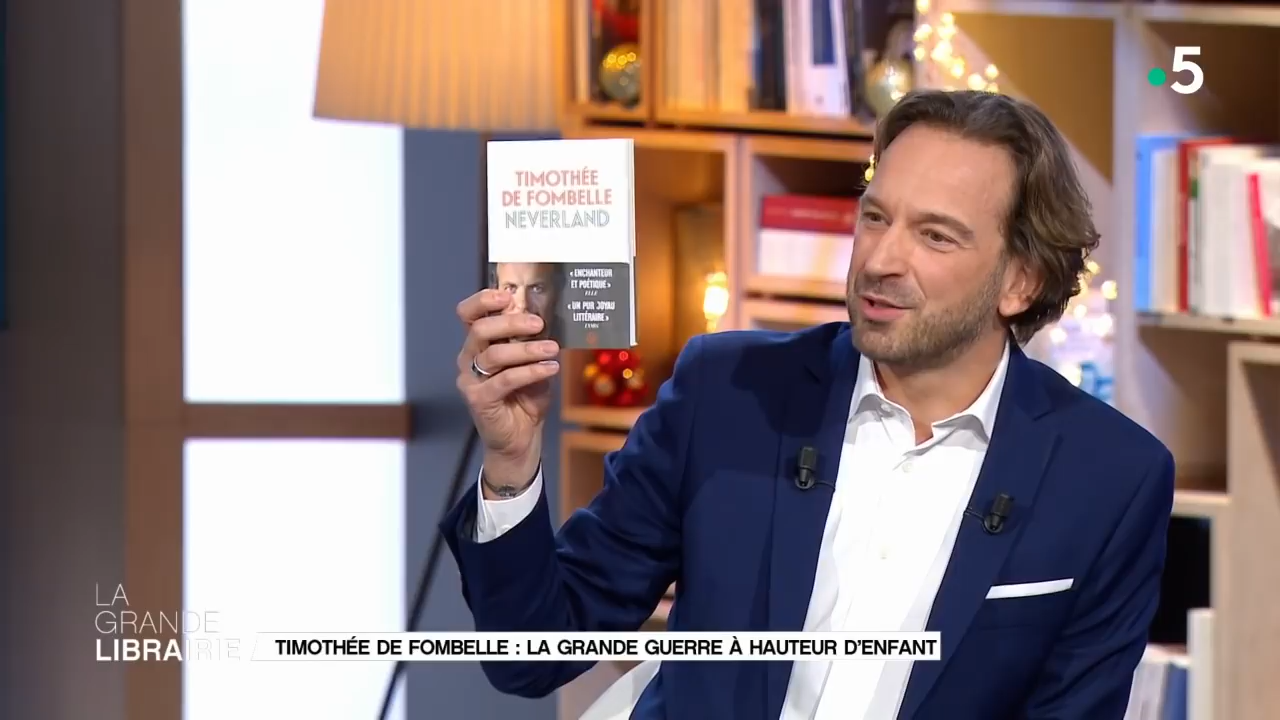 5
TIMOTHÉE
DE FOMBELLE
NEVERLAND
« ENCHANTEUR
ET POÉTIQUE »
ELLE
« UN PUR JOYAU
LITTÉRAIRE »
LA
GRANDE
LIBRAIRIE
TIMOTHÉE DE FOMBELLE : LA GRANDE GUERRE À HAUTEUR D'ENFANT